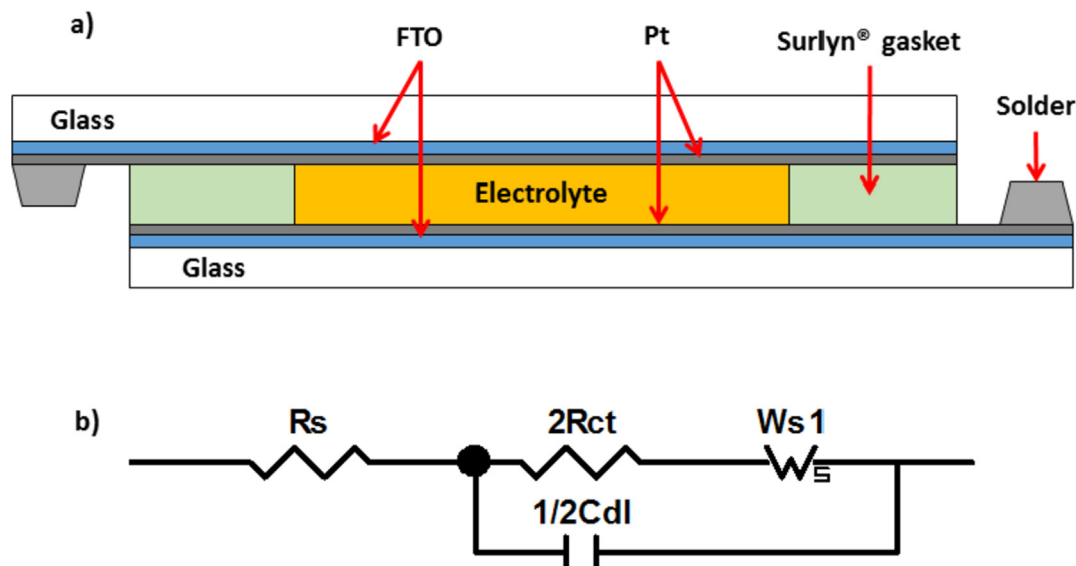 a)
FTO
Pt
Surlyn® gasket
Solder
Glass
Electrolyte
Glass
b)
Rs
2Rct
Ws1
s
1/2Cdl